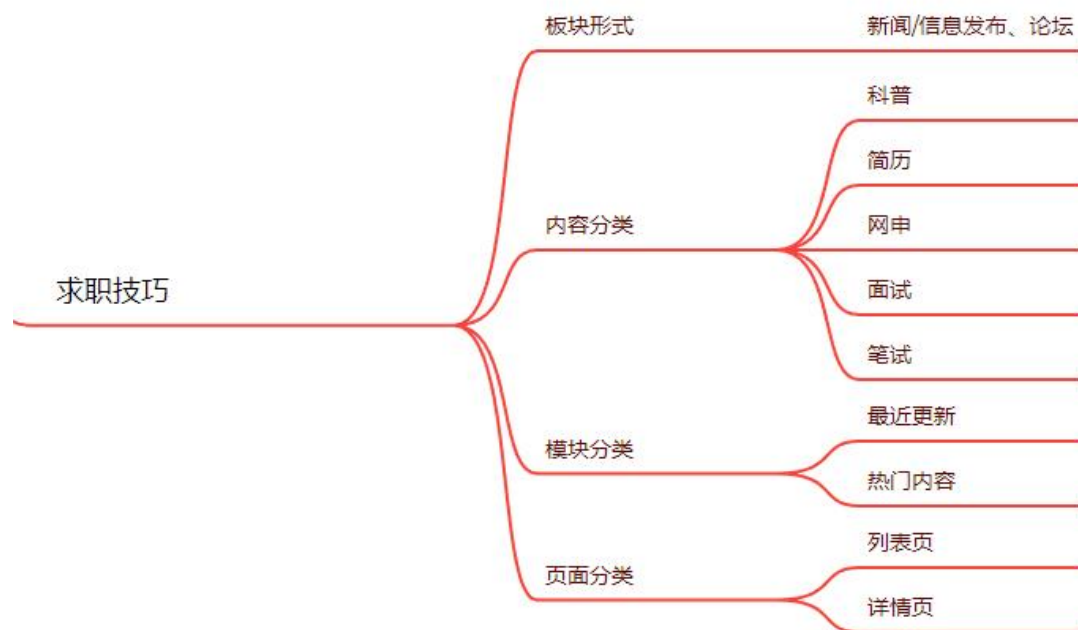 求职技巧
板块形式
新闻/信息发布、论坛
内容分类
科普
简历
网申
面试
笔试
模块分类
最近更新
热门内容
页面分类
列表页
详情页